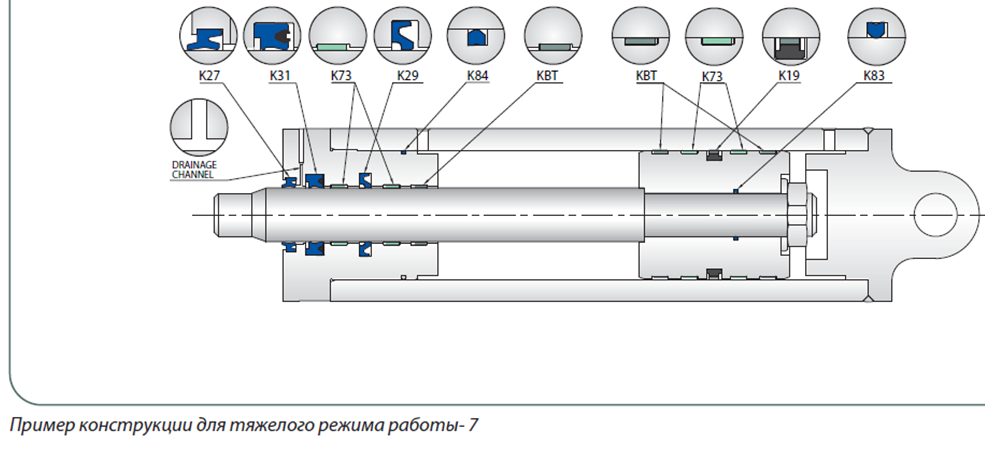 K27 K31 K73 K29 K84 KBT KBT K73 K19 K83
DRAINAGE
CHANNEL
Пример конструкции для тяжелого режима работы- 7